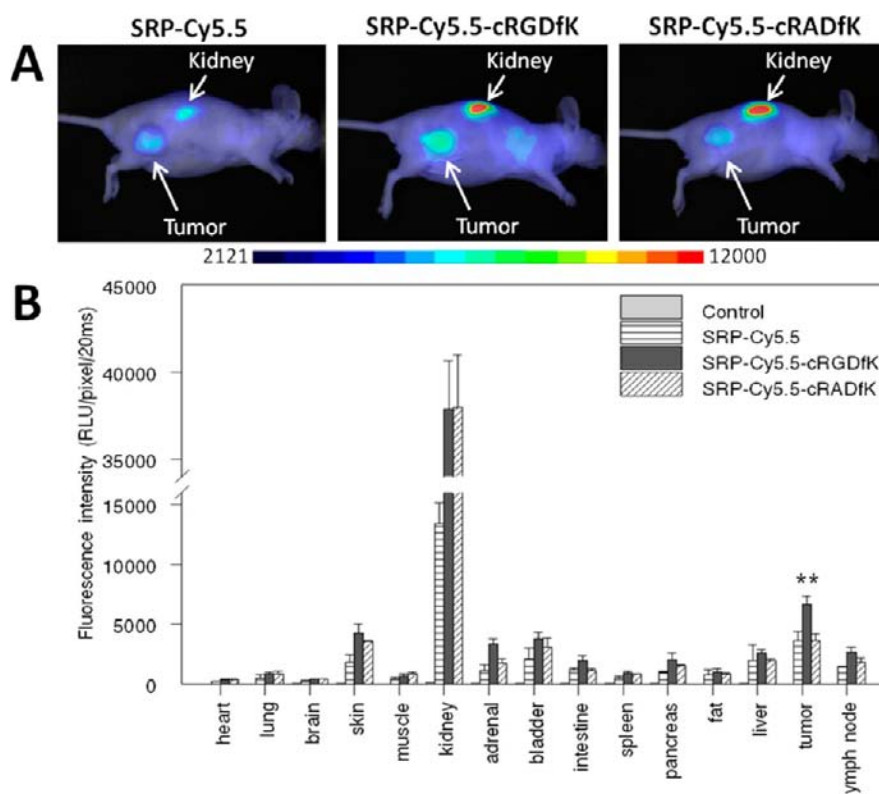 SRP-Cy5.5 SRP-Cy5.5-cRGDfK SRP-Cy5.5-cRADfK
A
Kidney Kidney Kidney
Tumor Tumor Tumor
2121 12000
B
Fluorescence intensity (RLU/pixel/20ms)
45000
40000
35000
15000
10000
5000
0
Control
SRP-Cy5.5
SRP-Cy5.5-cRGDfK
SRP-Cy5.5-cRADfK
**
heart lung brain skin muscle kidney adrenal bladder intestine spleen pancreas fat liver tumor ymph node